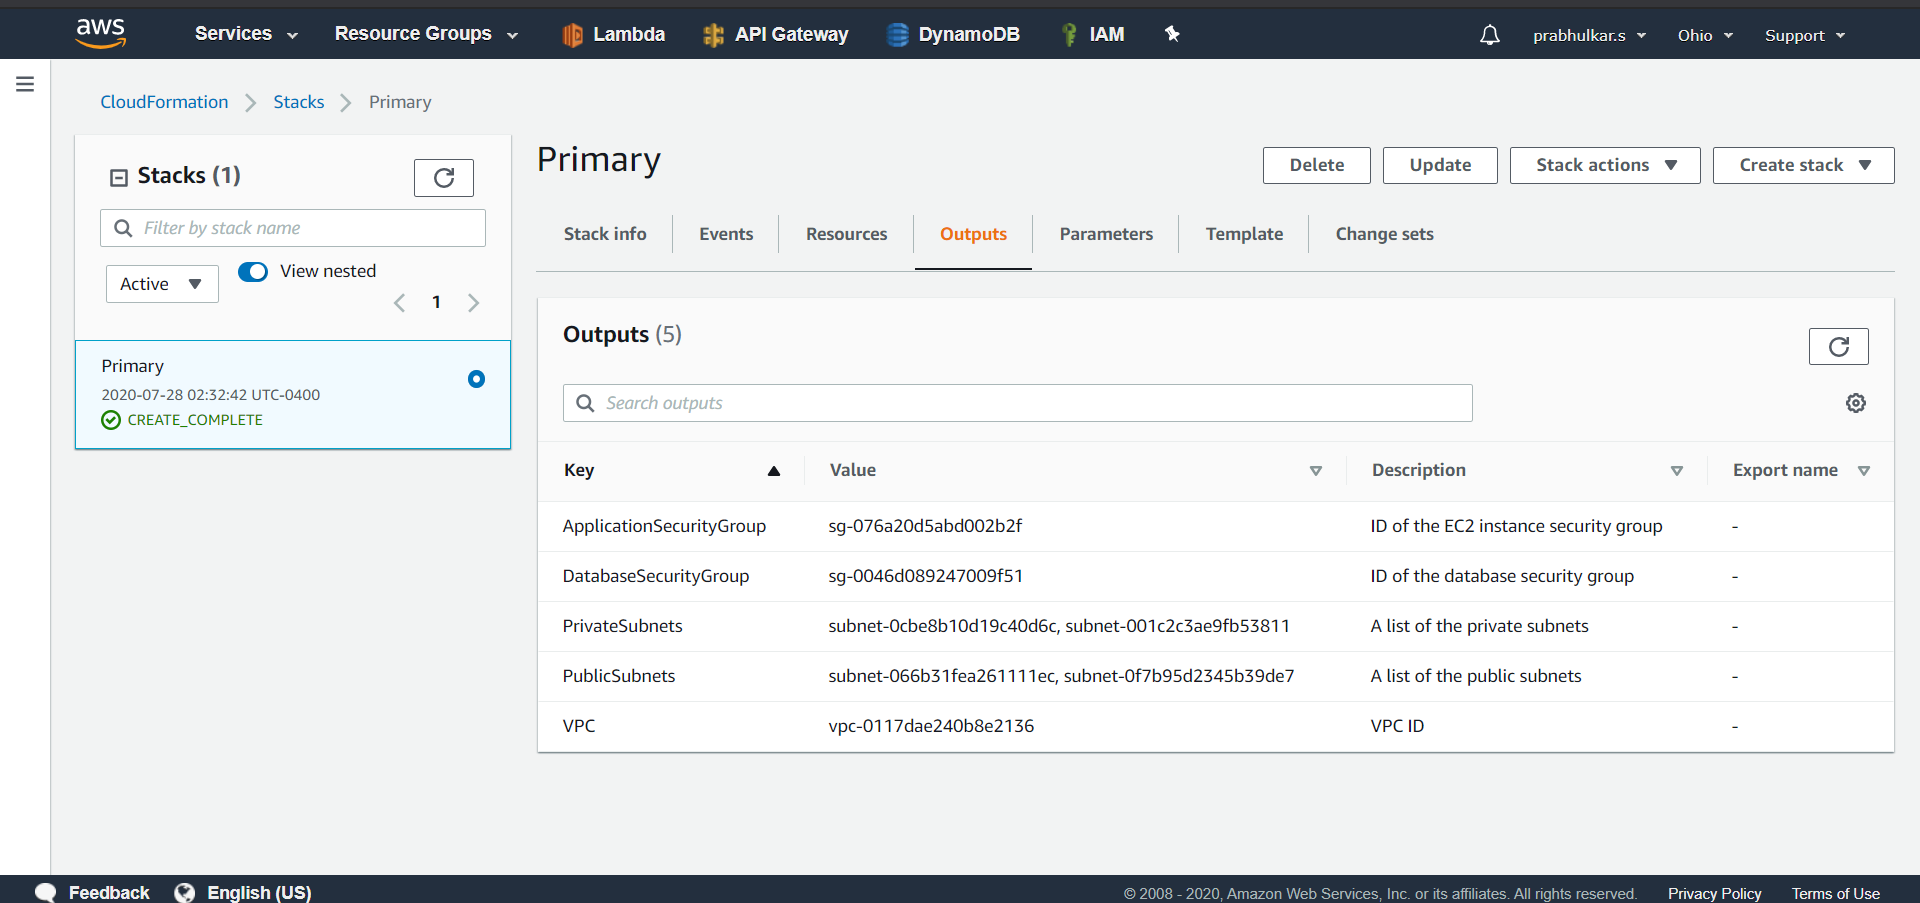 aws Services Resource Groups Lambda API Gateway DynamoDB IAM prabhulkar.s Ohio Support
CloudFormation Stacks Primary
Stacks (1)
Filter by stack name
Active View nested
1
Primary
2020-07-28 02:32:42 UTC-0400
CREATE_COMPLETE
Primary
Delete Update Stack actions Create stack
Stack info Events Resources Outputs Parameters Template Change sets
Outputs (5)
Search outputs
Key Value Description Export name
ApplicationSecurityGroup sg-076a20d5abd002b2f ID of the EC2 instance security group -
DatabaseSecurityGroup sg-0046d089247009f51 ID of the database security group -
PrivateSubnets subnet-0cbe8b10d19c40d6c, subnet-001c2c3ae9fb53811 A list of the private subnets -
PublicSubnets subnet-066b31fea261111ec, subnet-0f7b95d2345b39de7 A list of the public subnets -
VPC vpc-0117dae240b8e2136 VPC ID -
Feedback English (US) © 2008 - 2020, Amazon Web Services, Inc. or its affiliates. All rights reserved. Privacy Policy Terms of Use